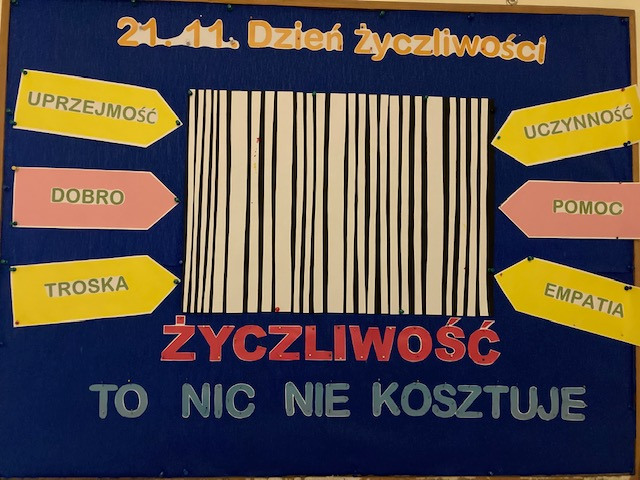 21. 11. Dzień życzliwości
UPRZEJMOŚĆ
UCZYNNOŚĆ
DOBRO
POMOC
TROSKA
EMPATIA
ŻYCZLIWOŚĆ
TO NIC NIE KOSZTUJE